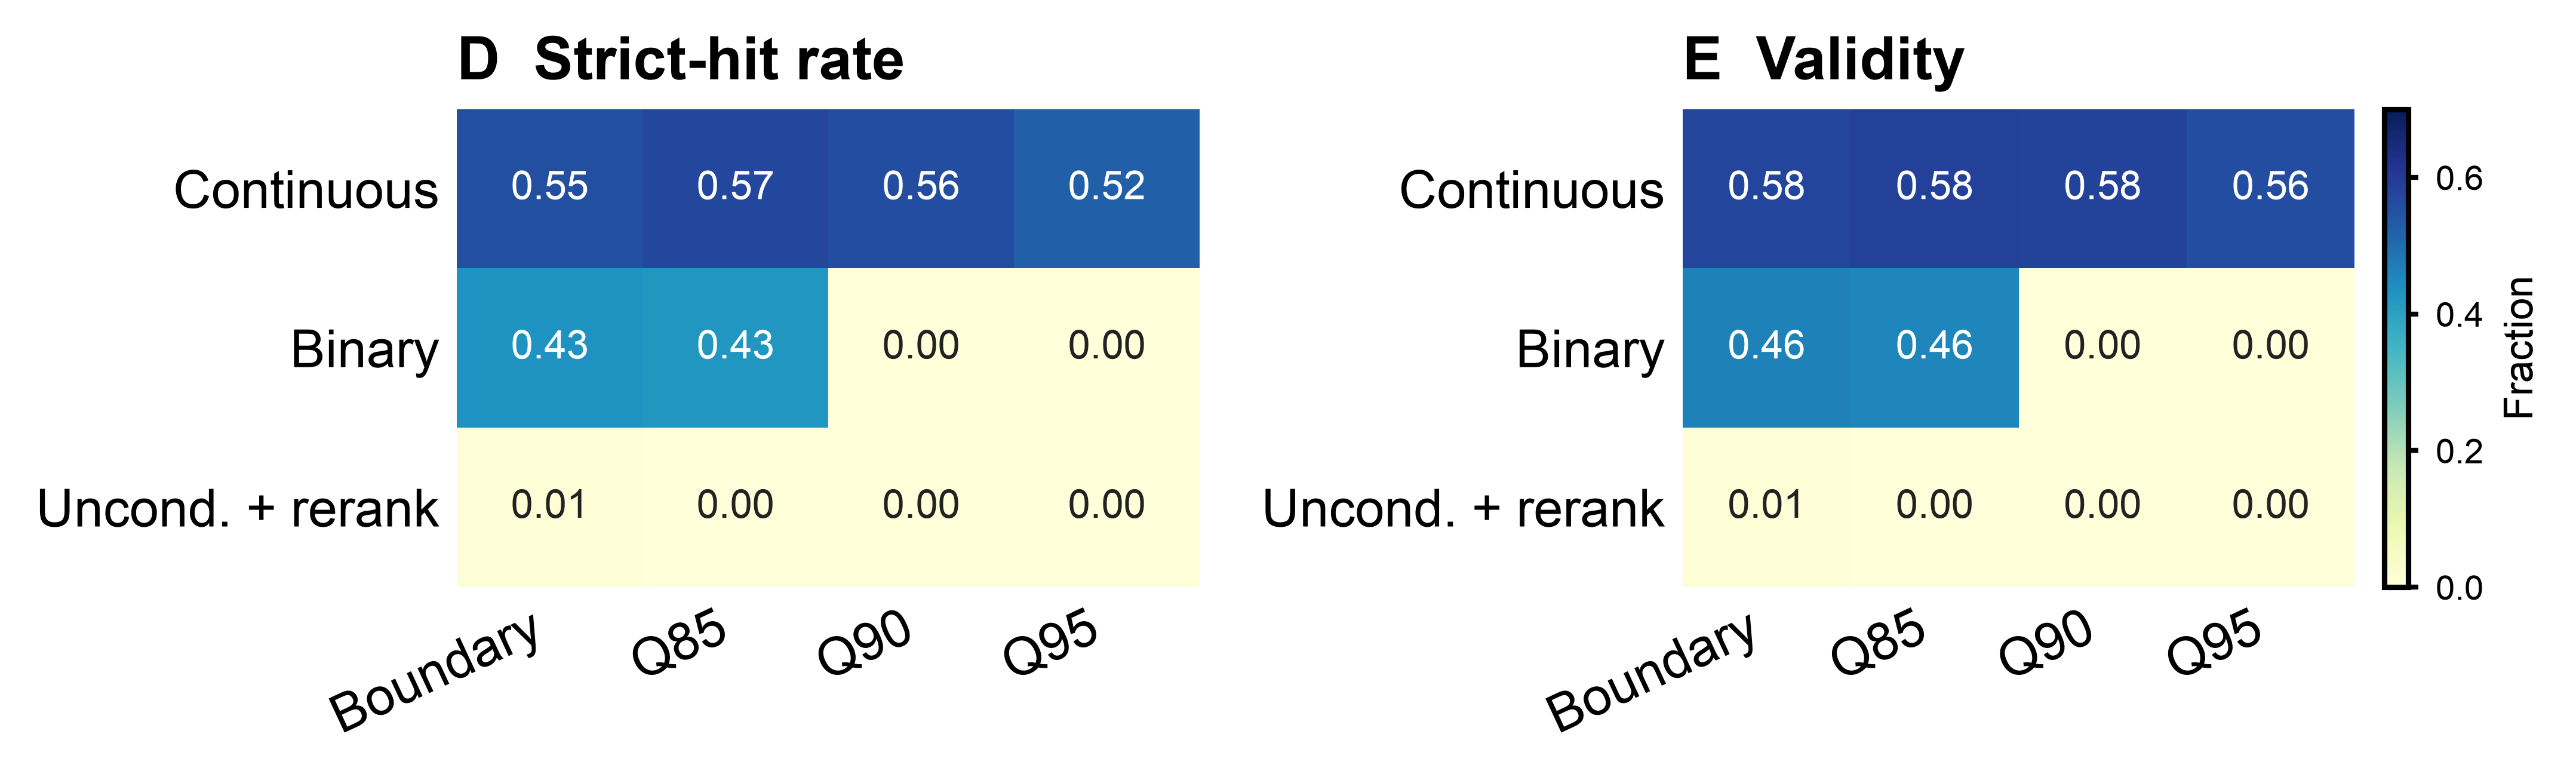 D Strict-hit rate
Continuous 0.55 0.57 0.56 0.52
Binary 0.43 0.43 0.00 0.00
Uncond. + rerank 0.01 0.00 0.00 0.00
Boundary Q85 Q90 Q95
E Validity
Continuous 0.58 0.58 0.58 0.56
Binary 0.46 0.46 0.00 0.00
Uncond. + rerank 0.01 0.00 0.00 0.00
Boundary Q85 Q90 Q95
0.6
0.4
0.2
0.0
Fraction